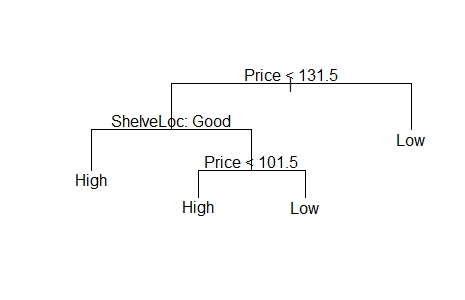 Price < 131.5
ShelveLoc: Good
Low
Price < 101.5
High
High
Low